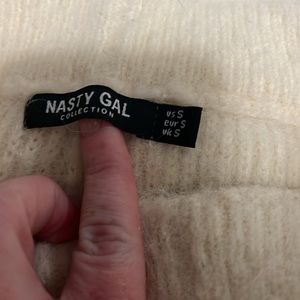 NASTY GAL
COLLECTION
US S
eur S
UK S